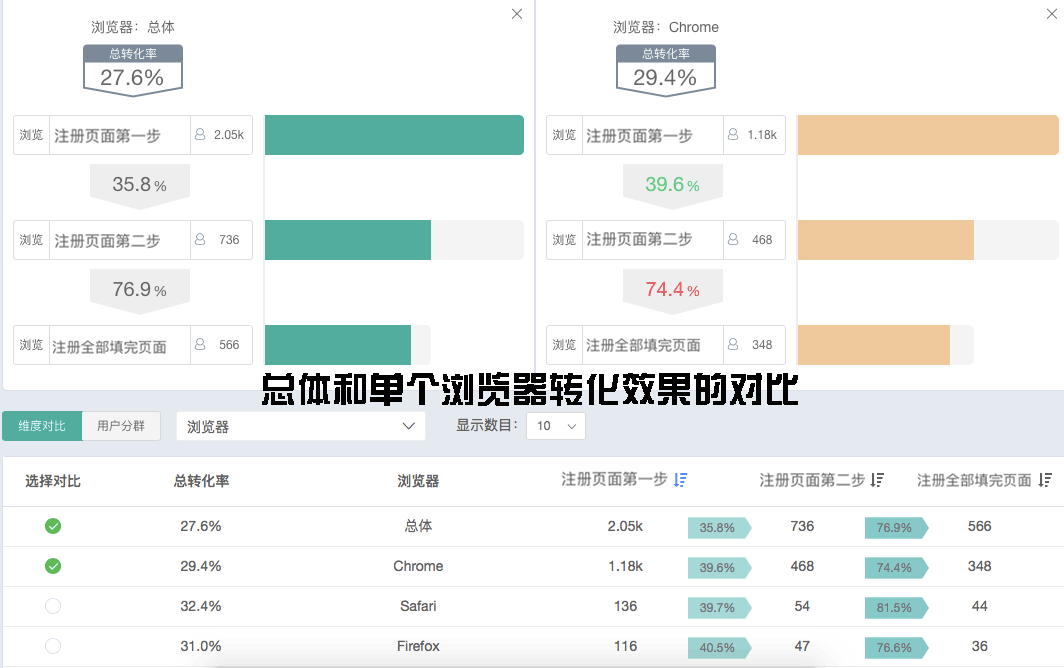 浏览器：总体
总转化率
27.6%
浏览 注册页面第一步 2.05k
35.8 %
浏览 注册页面第二步 736
76.9 %
浏览 注册全部填完页面 566
浏览器：Chrome
总转化率
29.4%
浏览 注册页面第一步 1.18k
39.6 %
浏览 注册页面第二步 468
74.4 %
浏览 注册全部填完页面 348
总体和单个浏览器转化效果的对比
维度对比 用户分群 浏览器 显示数目： 10
选择对比 总转化率 浏览器 注册页面第一步 注册页面第二步 注册全部填完页面
27.6% 总体 2.05k 35.8% 736 76.9% 566
29.4% Chrome 1.18k 39.6% 468 74.4% 348
32.4% Safari 136 39.7% 54 81.5% 44
31.0% Firefox 116 40.5% 47 76.6% 36